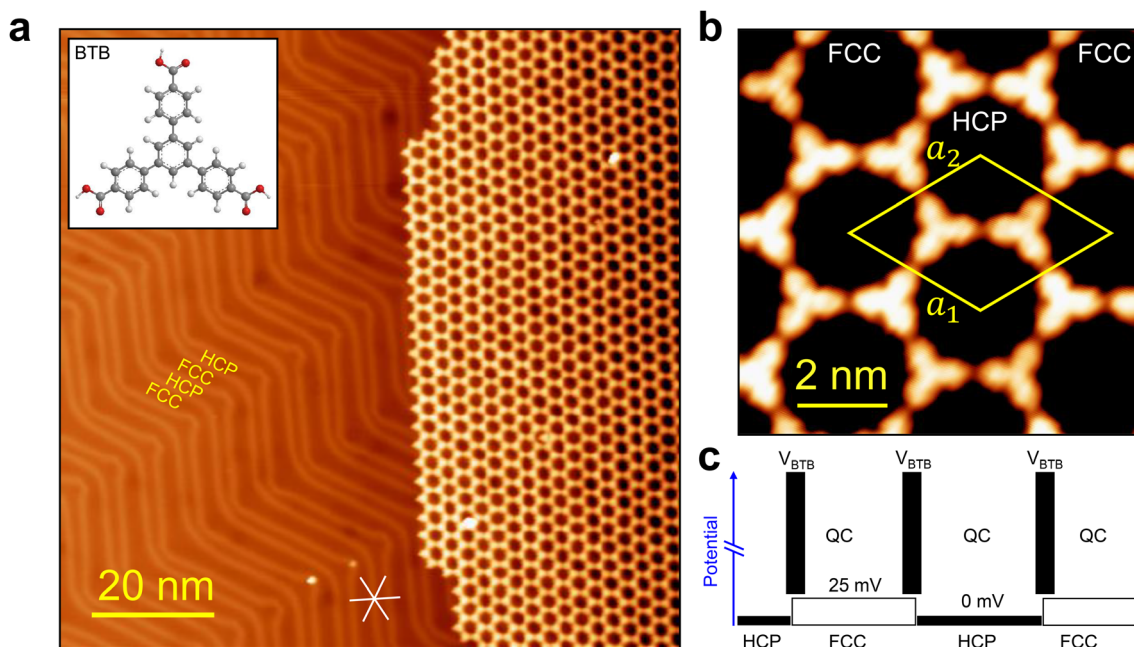 a
BTB
HCP
FCC
HCP
FCC
20 nm
b
FCC
FCC
HCP
a2
a1
2 nm
c
VBTB
VBTB
VBTB
Potential
QC
QC
QC
25 mV
0 mV
HCP
FCC
HCP
FCC